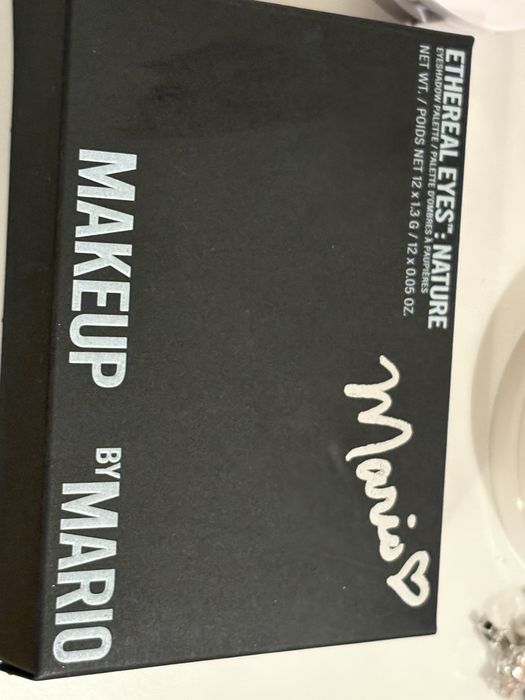 ETHEREAL EYES™: NATURE
EYESHADOW PALETTE / PALETTE D'OMBRES À PAUPIÈRES
NET WT. / POIDS NET 12 x 1.3 G / 12 x 0.05 OZ.
Mario♡
MAKEUP BY MARIO